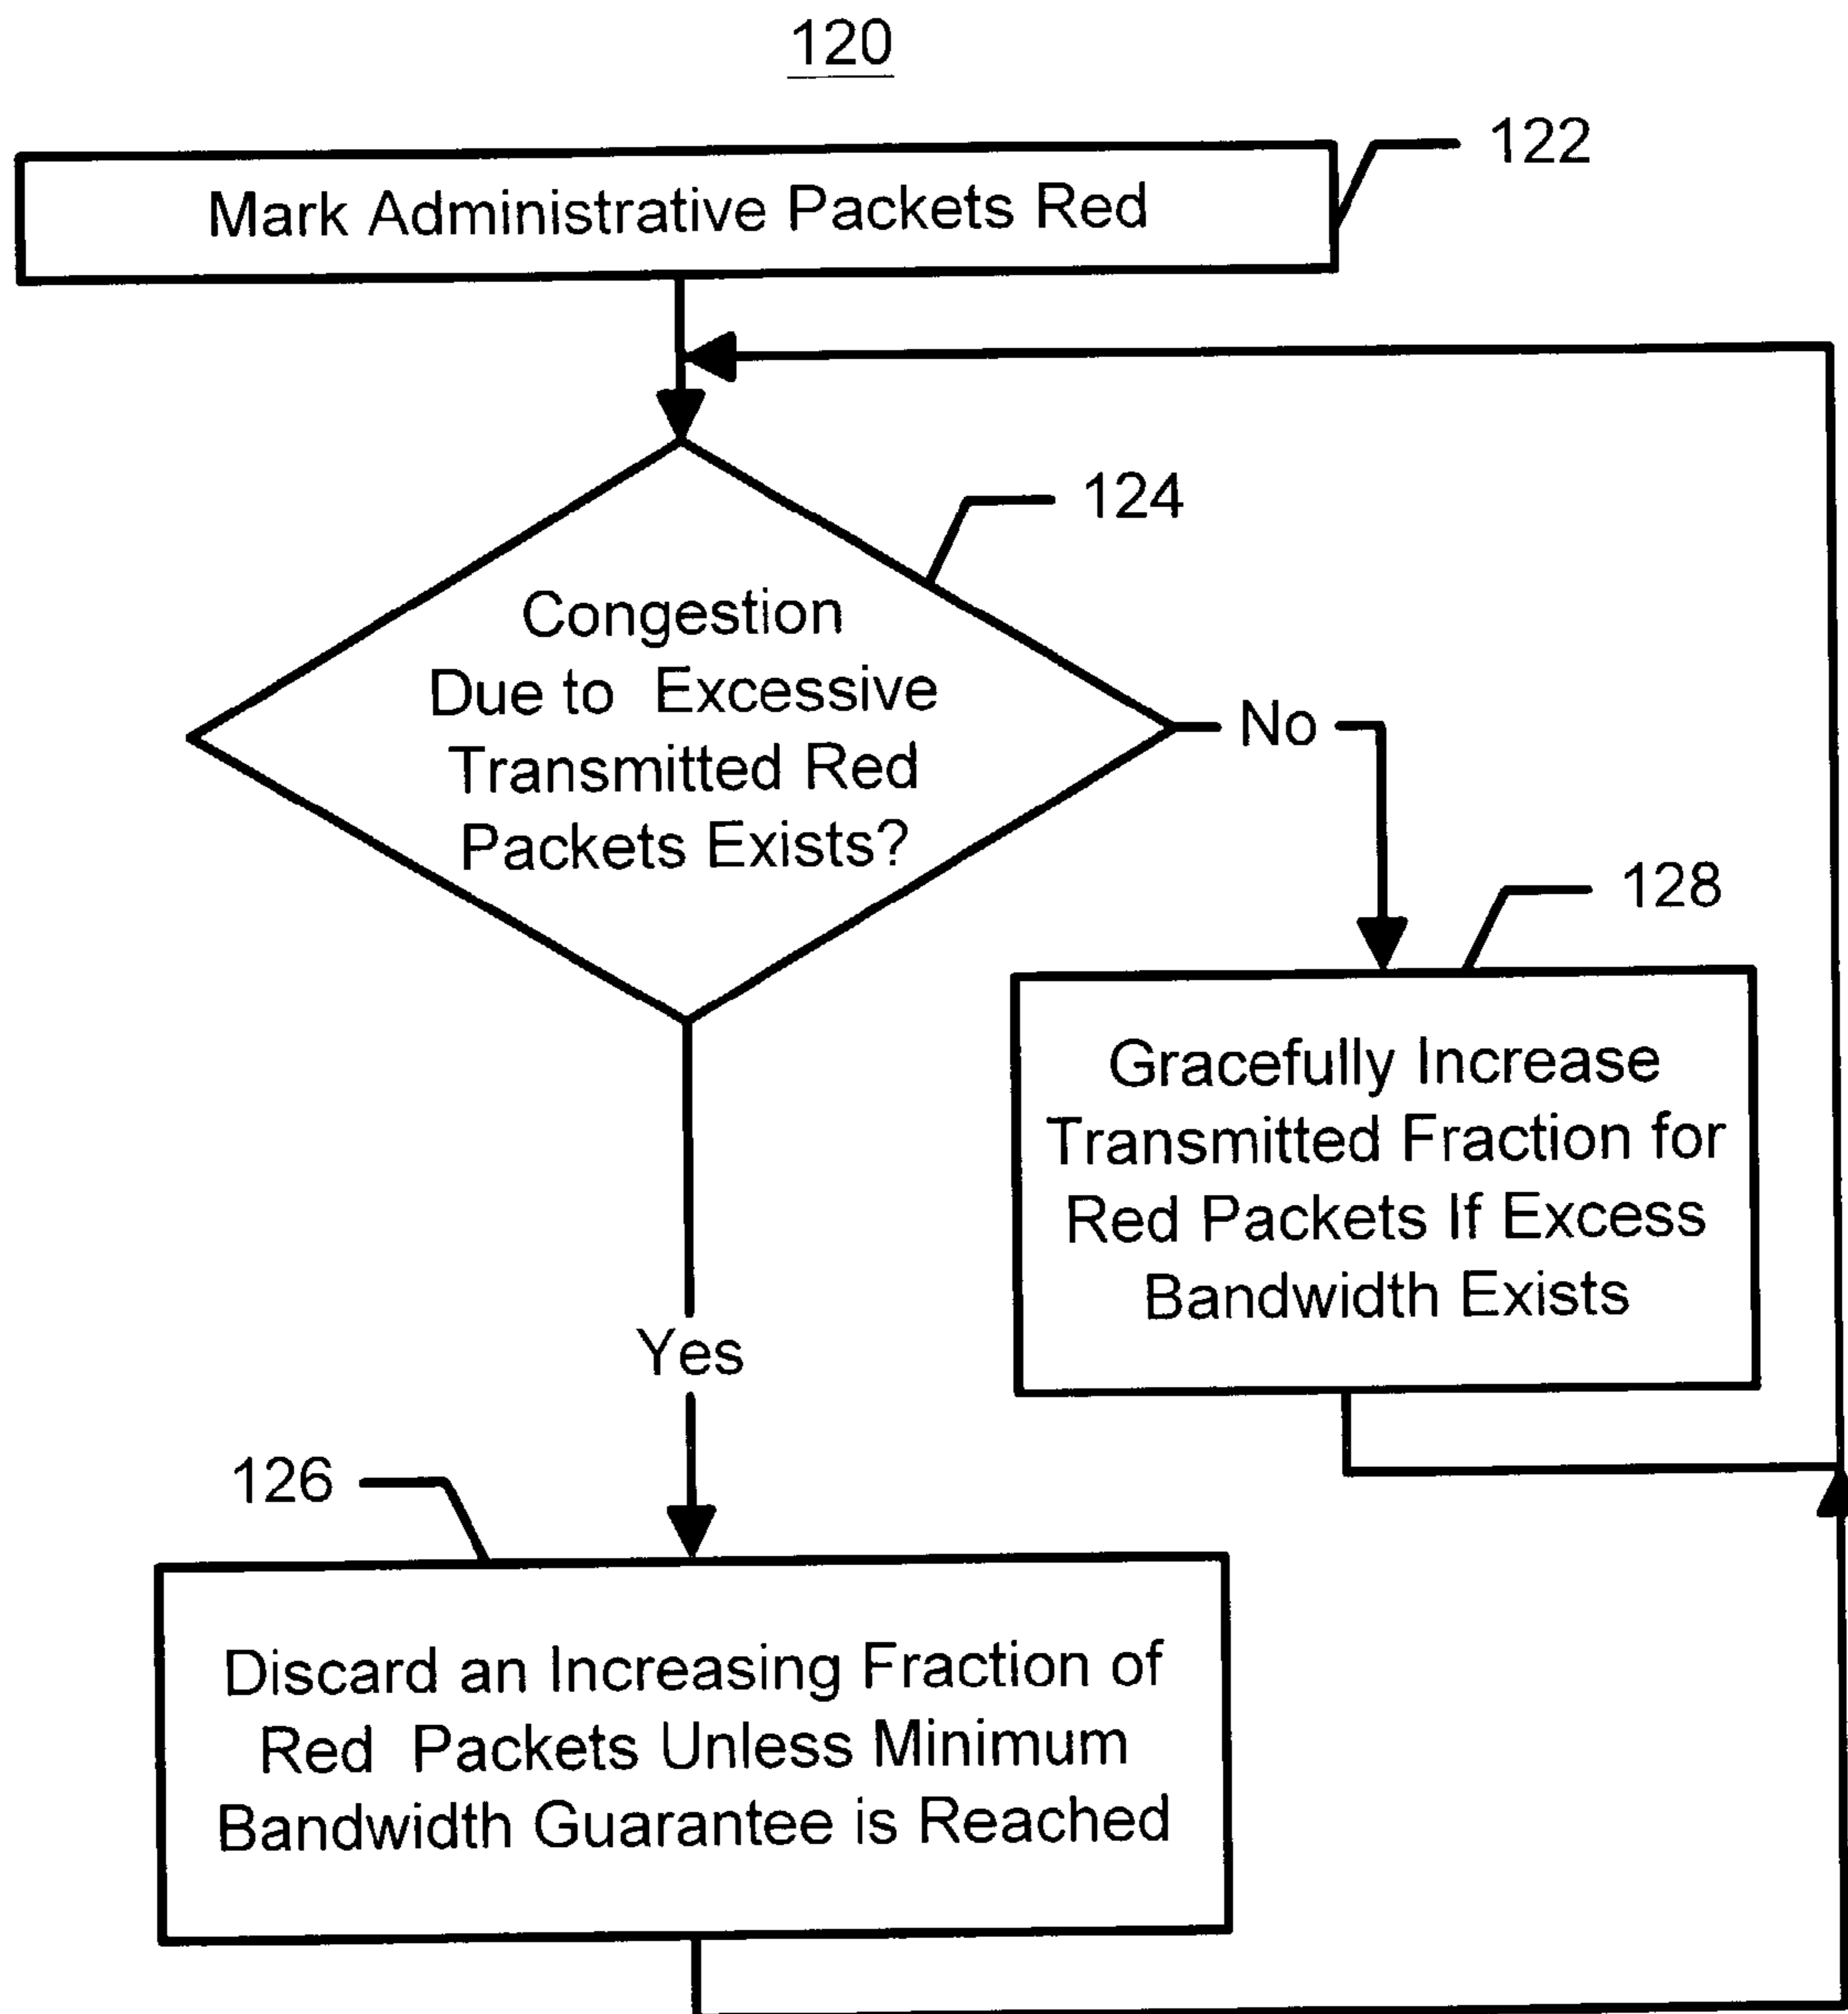 120
122
Mark Administrative Packets Red
124
Congestion
Due to Excessive
Transmitted Red
Packets Exists?
No
128
Gracefully Increase
Transmitted Fraction for
Red Packets If Excess
Bandwidth Exists
Yes
126
Discard an Increasing Fraction of
Red Packets Unless Minimum
Bandwidth Guarantee is Reached